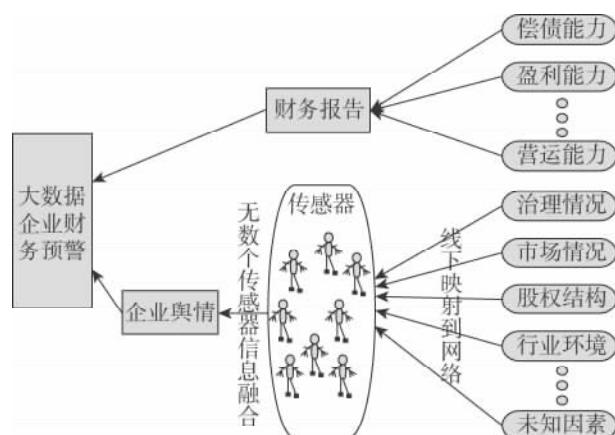 偿债能力
盈利能力
财务报告
营运能力
大数据
企业财
务预警
企业舆情
无数个传感器信息融合
传感器
线下映射到网络
治理情况
市场情况
股权结构
行业环境
未知因素